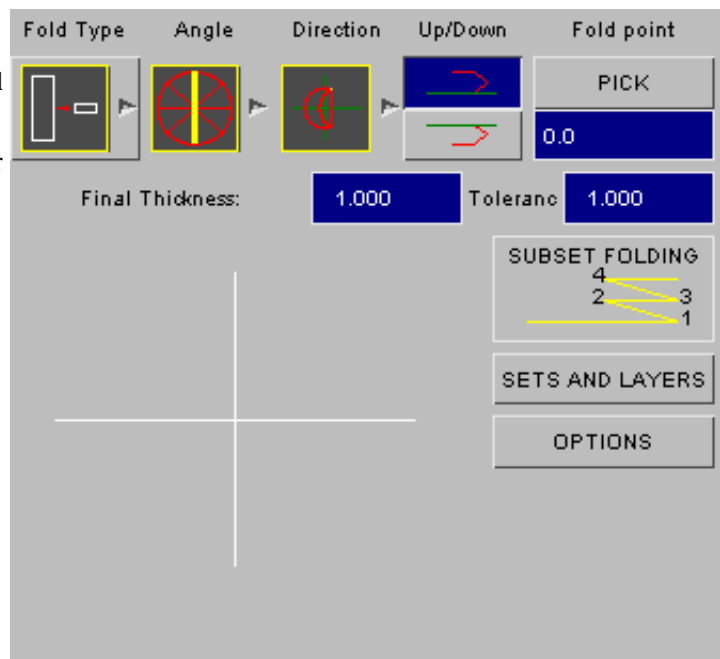 Fold Type Angle Direction Up/Down Fold point
PICK
0.0
Final Thickness: 1.000 Toleranc 1.000
SUBSET FOLDING
4
2 3
1
SETS AND LAYERS
OPTIONS